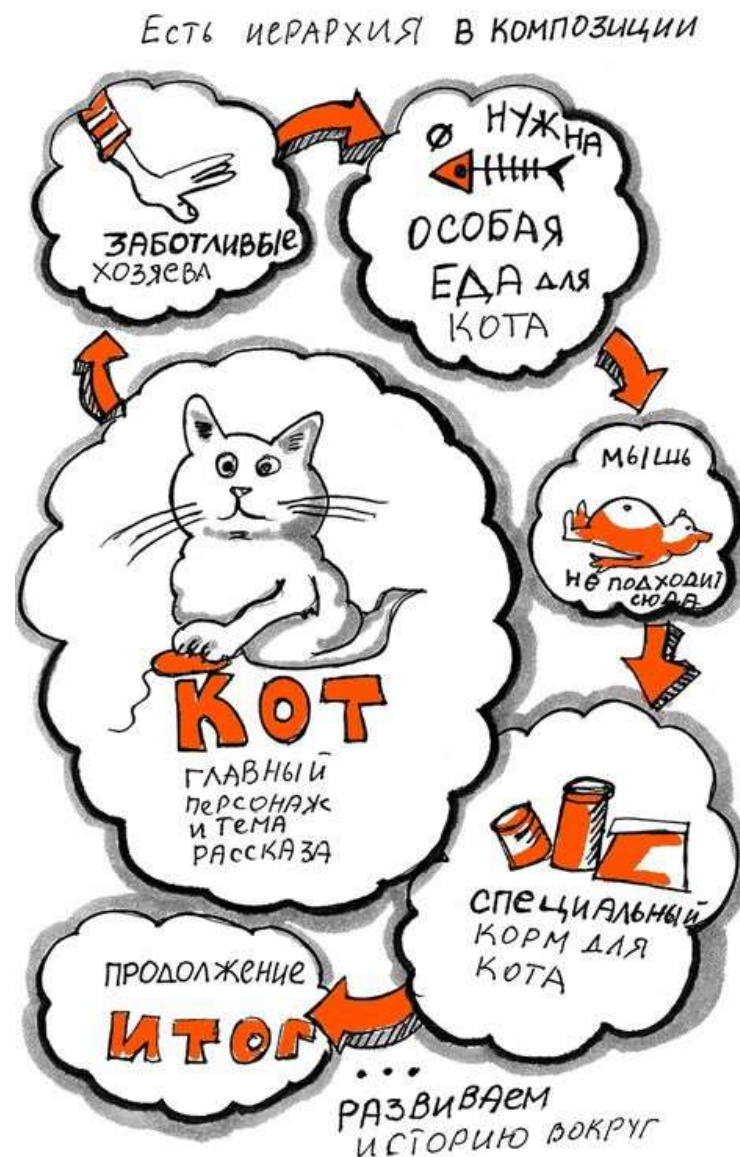 Есть иерархия в композиции
ЗАБОТЛИВЫЕ
ХОЗЯЕВА
НУЖНА
ОСОБАЯ
ЕДА для
КОТА
МЫШЬ
НЕ ПОДХОДИТ
СЮДА
КОТ
ГЛАВНЫЙ
ПЕРСОНАЖ
И ТЕМА
РАССКАЗА
СПЕЦИАЛЬНЫЙ
КОРМ ДЛЯ
КОТА
ПРОДОЛЖЕНИЕ
ИТОГ
...
РАЗВИВАЕМ
ИСТОРИЮ ВОКРУГ